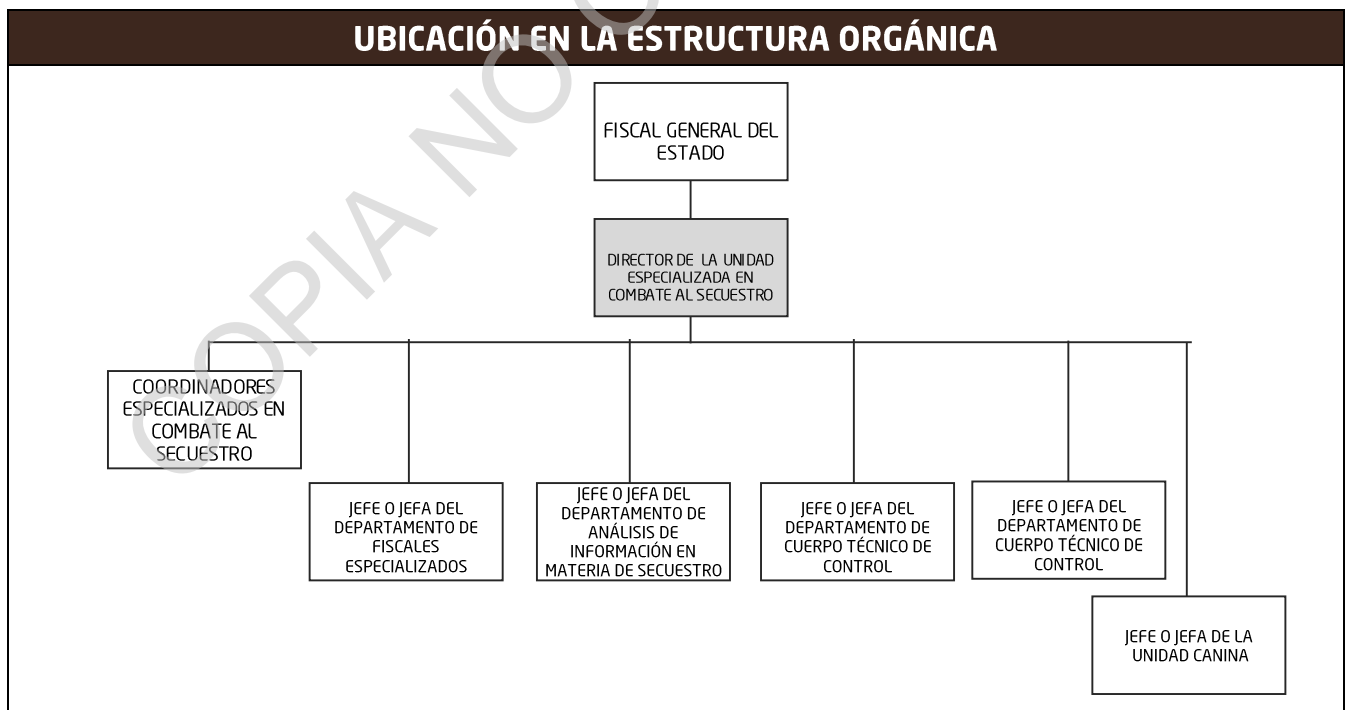 UBICACIÓN EN LA ESTRUCTURA ORGÁNICA
FISCAL GENERAL DEL
ESTADO
DIRECTOR DE LA UNIDAD
ESPECIALIZADA EN
COMBATE AL SECUESTRO
COORDINADORES
ESPECIALIZADOS EN
COMBATE AL
SECUESTRO
JEFE O JEFA DEL
DEPARTAMENTO DE
FISCALES
ESPECIALIZADOS
JEFE O JEFA DEL
DEPARTAMENTO DE
ANÁLISIS DE
INFORMACIÓN EN
MATERIA DE SECUESTRO
JEFE O JEFA DEL
DEPARTAMENTO DE
CUERPO TÉCNICO DE
CONTROL
JEFE O JEFA DEL
DEPARTAMENTO DE
CUERPO TÉCNICO DE
CONTROL
JEFE O JEFA DE LA
UNIDAD CANINA
COPIA NO